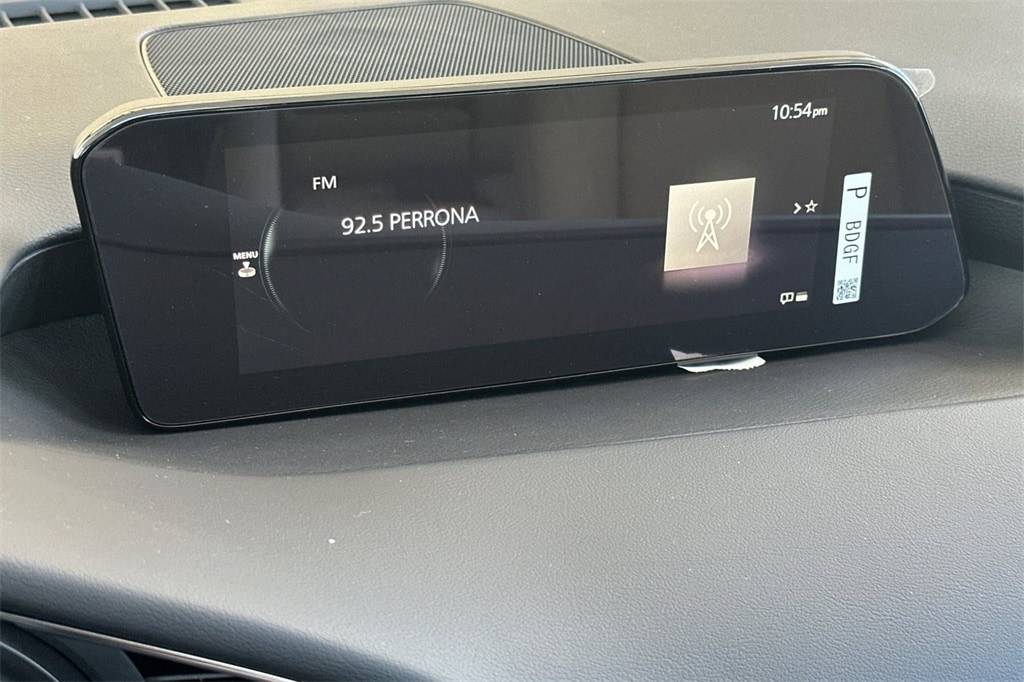 10:54pm
FM
92.5 PERRONA
MENU
P BDGF